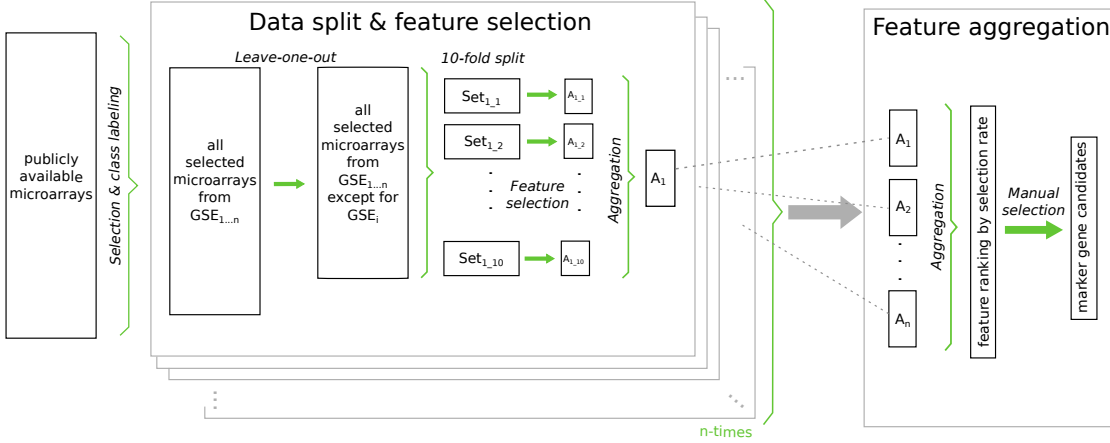 Data split & feature selection
Feature aggregation
publicly
available
microarrays
Selection & class labeling
Leave-one-out
all
selected
microarrays
from
GSE1...n
all
selected
microarrays
from
GSE1...n
except for
GSEi
10-fold split
Set1_1
A1_1
Set1_2
A1_2
Feature
selection
Set1_10
A1_10
Aggregation
A1
...
...
...
n-times
A1
A2
An
Aggregation
feature ranking by selection rate
Manual
selection
marker gene candidates